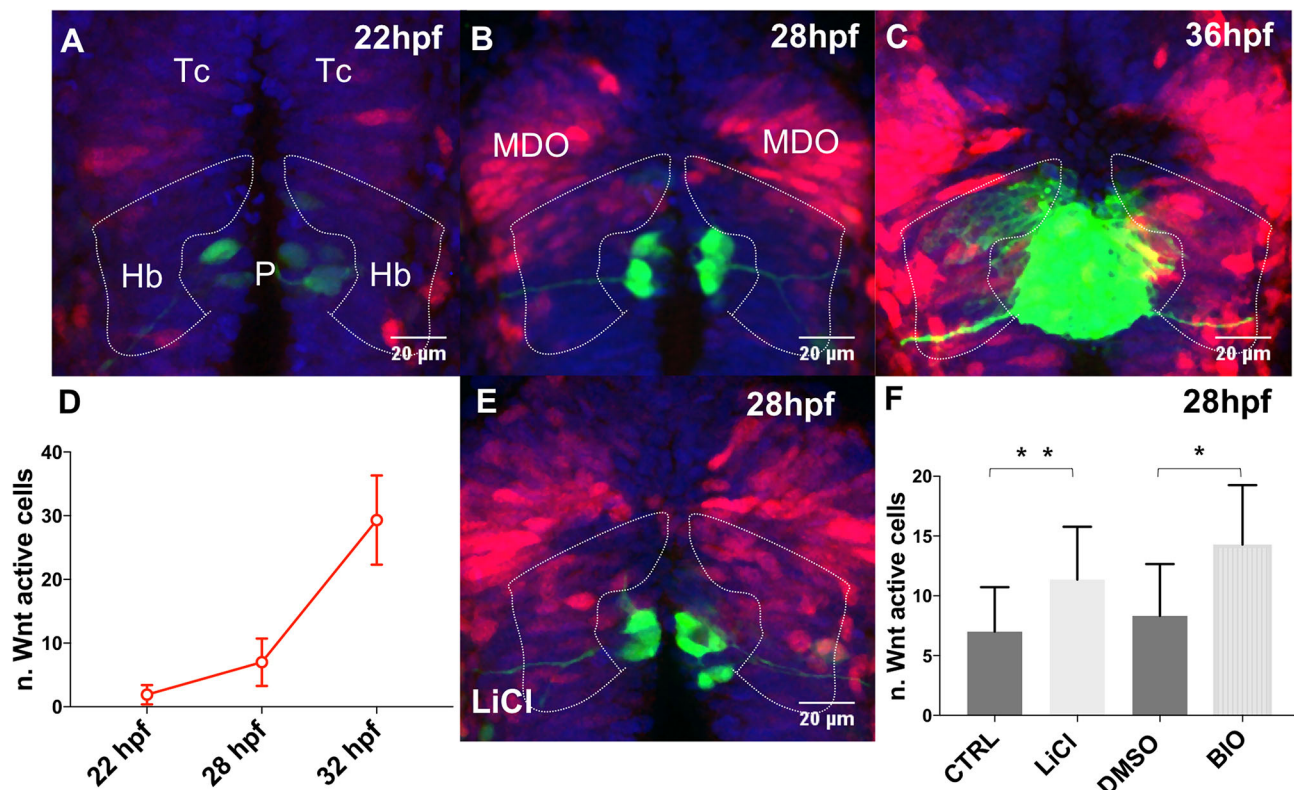 A
22hpf
Tc
Tc
Hb
P
Hb
20 µm
B
28hpf
MDO
MDO
20 µm
C
36hpf
20 µm
D
n. Wnt active cells
40
30
20
10
0
22 hpf
28 hpf
32 hpf
E
28hpf
LiCl
20 µm
F
28hpf
* *
*
n. Wnt active cells
20
15
10
5
0
CTRL
LiCl
DMSO
BIO